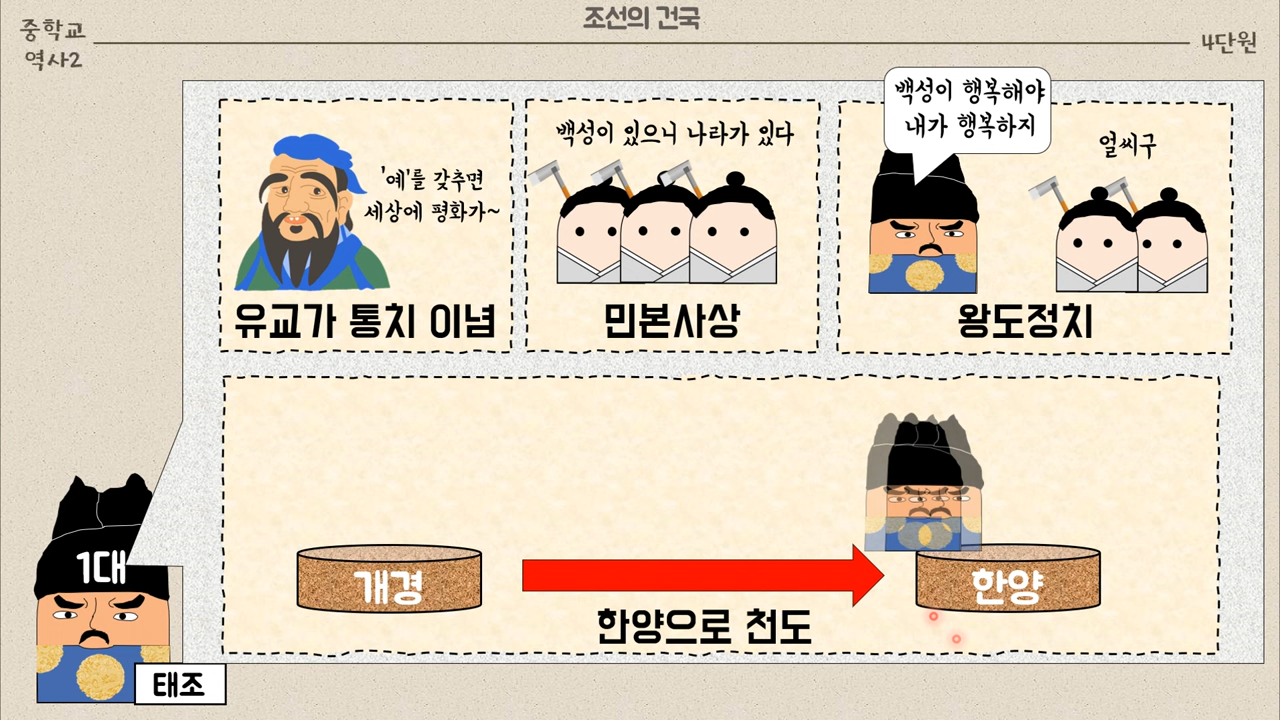 조선의 건국
중학교
역사2
4단원
'예'를 갖추면
세상에 평화가~
유교가 통치 이념
백성이 있으니 나라가 있다
민본사상
백성이 행복해야
내가 행복하지
얼씨구
왕도정치
개경
한양으로 천도
한양
1대
태조